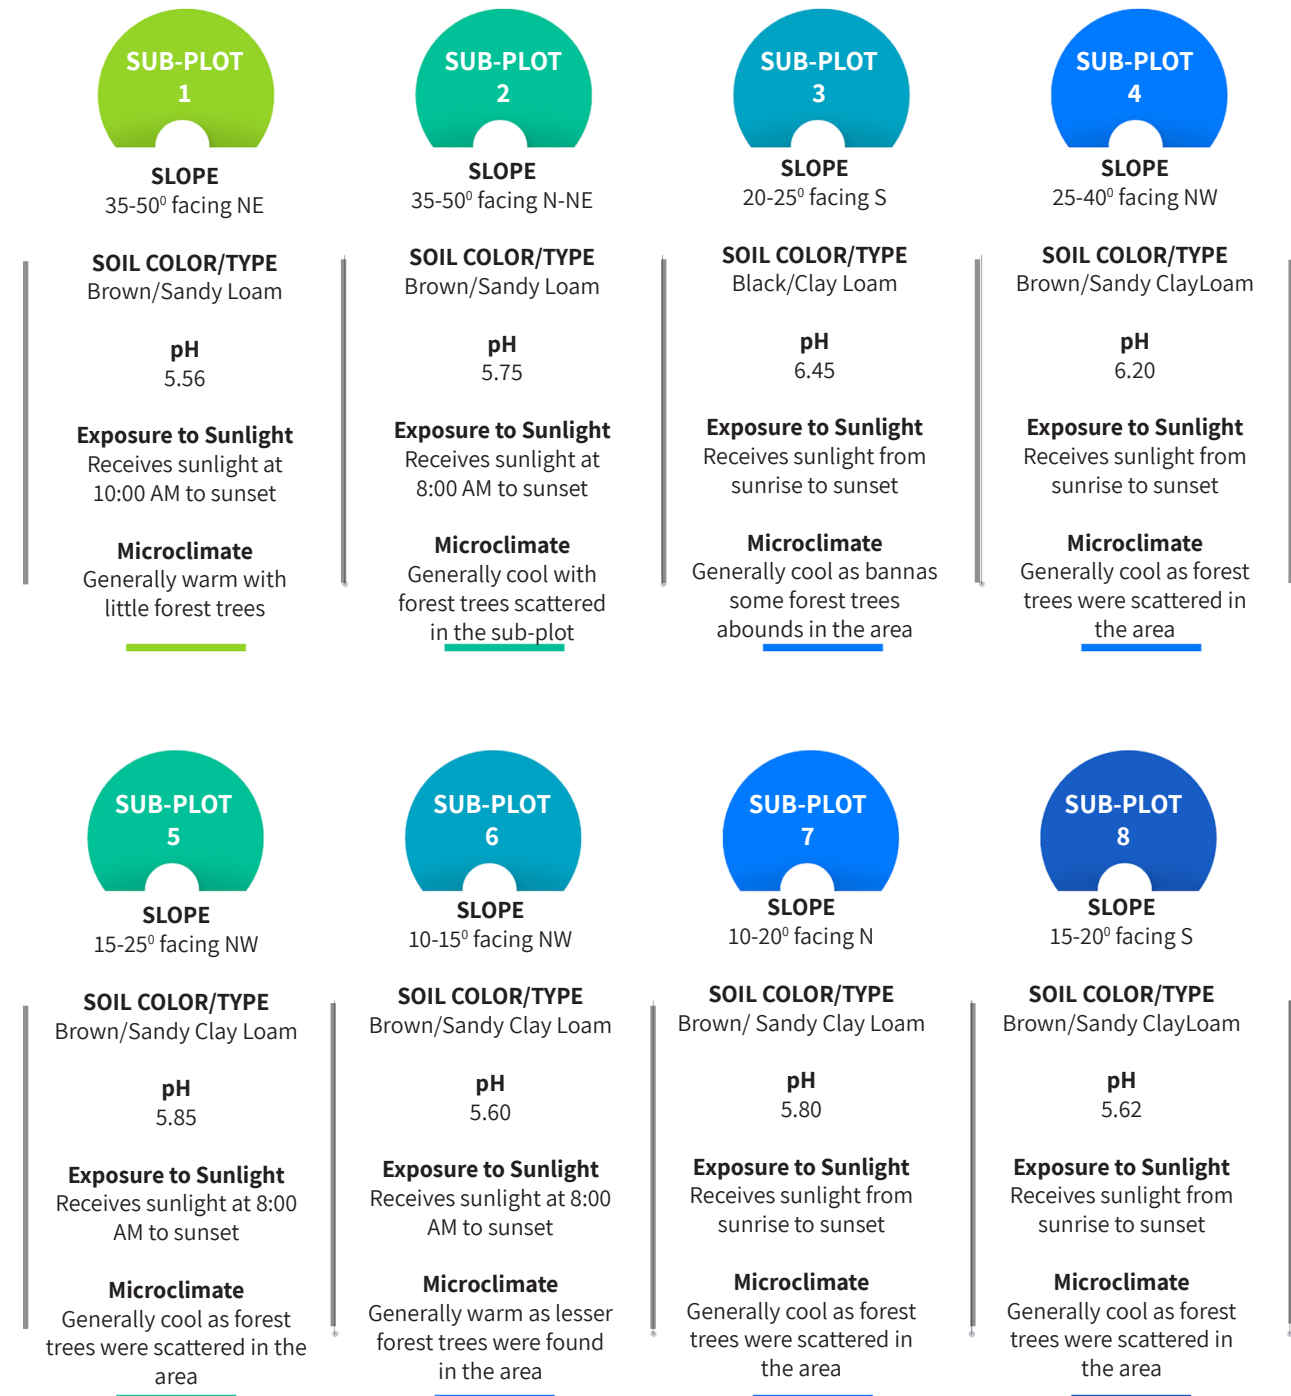 SUB-PLOT
1
SLOPE
35-50⁰ facing NE
SOIL COLOR/TYPE
Brown/Sandy Loam
pH
5.56
Exposure to Sunlight
Receives sunlight at
10:00 AM to sunset
Microclimate
Generally warm with
little forest trees
SUB-PLOT
2
SLOPE
35-50⁰ facing N-NE
SOIL COLOR/TYPE
Brown/Sandy Loam
pH
5.75
Exposure to Sunlight
Receives sunlight at
8:00 AM to sunset
Microclimate
Generally cool with
forest trees scattered
in the sub-plot
SUB-PLOT
3
SLOPE
20-25⁰ facing S
SOIL COLOR/TYPE
Black/Clay Loam
pH
6.45
Exposure to Sunlight
Receives sunlight from
sunrise to sunset
Microclimate
Generally cool as bannas
some forest trees
abounds in the area
SUB-PLOT
4
SLOPE
25-40⁰ facing NW
SOIL COLOR/TYPE
Brown/Sandy ClayLoam
pH
6.20
Exposure to Sunlight
Receives sunlight from
sunrise to sunset
Microclimate
Generally cool as forest
trees were scattered in
the area
SUB-PLOT
5
SLOPE
15-25⁰ facing NW
SOIL COLOR/TYPE
Brown/Sandy Clay Loam
pH
5.85
Exposure to Sunlight
Receives sunlight at 8:00
AM to sunset
Microclimate
Generally cool as forest
trees were scattered in the
area
SUB-PLOT
6
SLOPE
10-15⁰ facing NW
SOIL COLOR/TYPE
Brown/Sandy Clay Loam
pH
5.60
Exposure to Sunlight
Receives sunlight at 8:00
AM to sunset
Microclimate
Generally warm as lesser
forest trees were found
in the area
SUB-PLOT
7
SLOPE
10-20⁰ facing N
SOIL COLOR/TYPE
Brown/ Sandy Clay Loam
pH
5.80
Exposure to Sunlight
Receives sunlight from
sunrise to sunset
Microclimate
Generally cool as forest
trees were scattered in
the area
SUB-PLOT
8
SLOPE
15-20⁰ facing S
SOIL COLOR/TYPE
Brown/Sandy ClayLoam
pH
5.62
Exposure to Sunlight
Receives sunlight from
sunrise to sunset
Microclimate
Generally cool as forest
trees were scattered in
the area